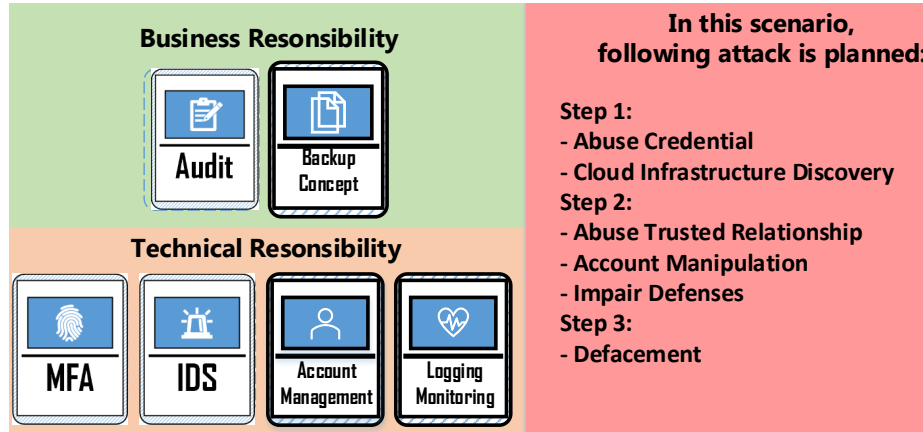 Business Resonsibility
Audit
Backup
Concept
Technical Resonsibility
MFA
IDS
Account
Management
Logging
Monitoring
In this scenario,
following attack is planned:
Step 1:
- Abuse Credential
- Cloud Infrastructure Discovery
Step 2:
- Abuse Trusted Relationship
- Account Manipulation
- Impair Defenses
Step 3:
- Defacement